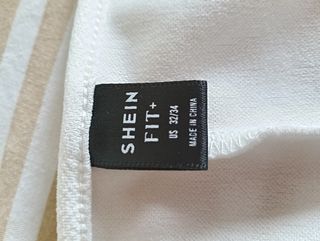 SHEIN
FIT+
US 32/34
MADE IN CHINA